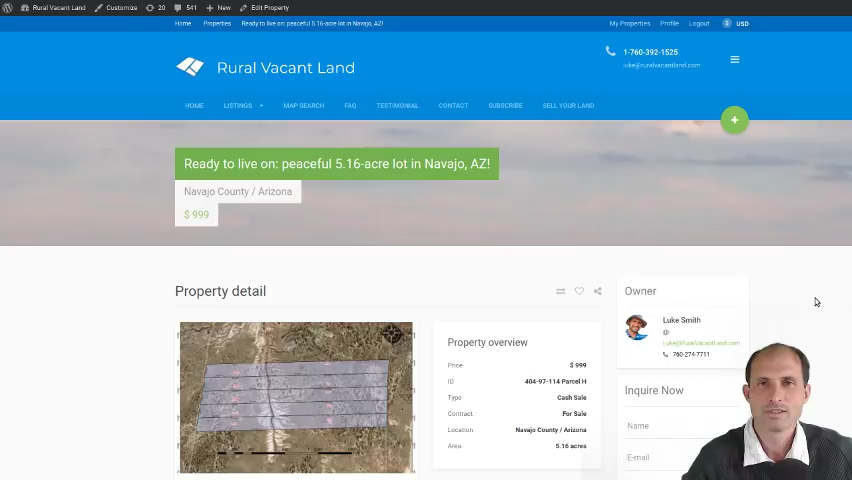 Rural Vacant Land Customize 20 541 New Edit Property
Home Properties Ready to live on: peaceful 5.16-acre lot in Navajo, AZ! My Properties Profile Logout $ USD
Rural Vacant Land
1-760-392-1525
luke@ruralvacantland.com
HOME LISTINGS MAP SEARCH FAQ TESTIMONIAL CONTACT SUBSCRIBE SELL YOUR LAND
Ready to live on: peaceful 5.16-acre lot in Navajo, AZ!
Navajo County / Arizona
$ 999
Property detail
Property overview
Price $ 999
ID 404-97-114 Parcel H
Type Cash Sale
Contract For Sale
Location Navajo County / Arizona
Area 5.16 acres
Owner
Luke Smith
@
Luke@RuralVacantLand.com
760-274-7711
Inquire Now
Name
E-mail